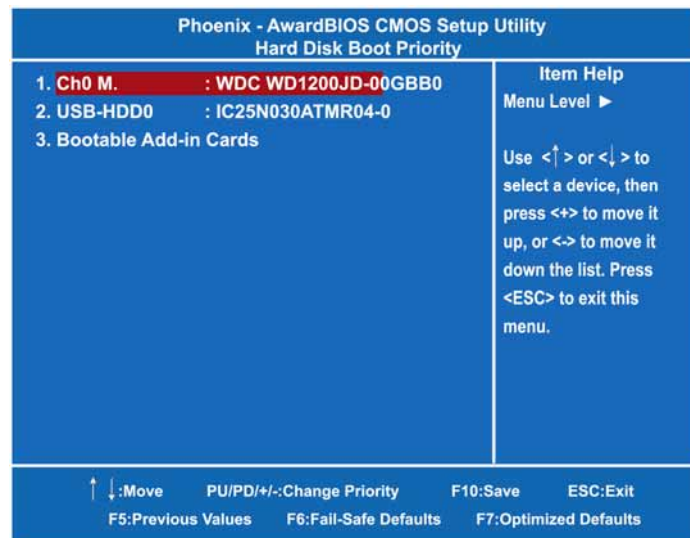 Phoenix - AwardBIOS CMOS Setup Utility
Hard Disk Boot Priority
1. Ch0 M. : WDC WD1200JD-00GBB0
2. USB-HDD0 : IC25N030ATMR04-0
3. Bootable Add-in Cards
Item Help
Menu Level ►
Use <↑> or <↓> to
select a device, then
press <+> to move it
up, or <-> to move it
down the list. Press
<ESC> to exit this
menu.
↑ ↓:Move PU/PD/+/-:Change Priority F10:Save ESC:Exit
F5:Previous Values F6:Fail-Safe Defaults F7:Optimized Defaults